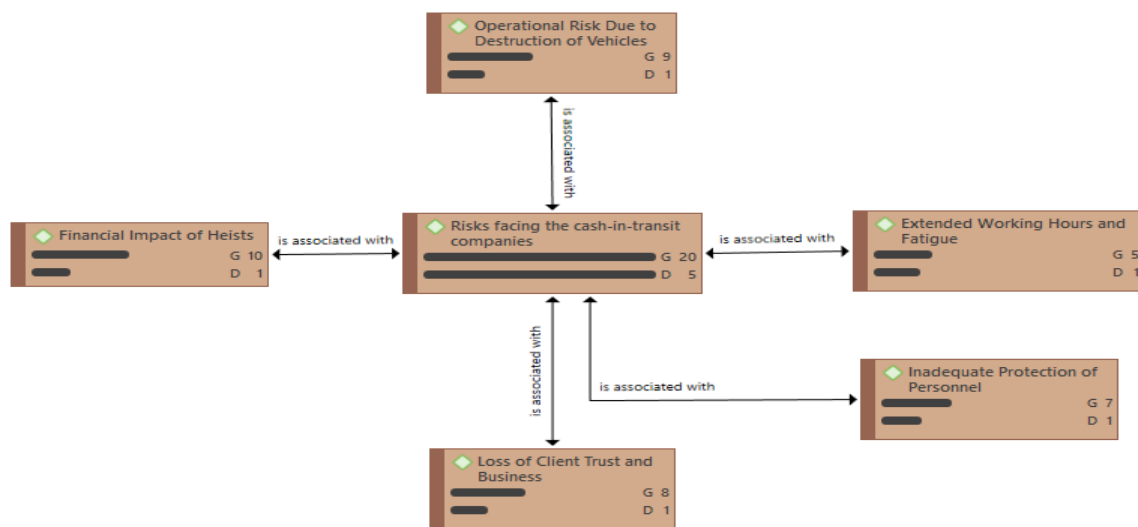 Operational Risk Due to
Destruction of Vehicles
G 9
D 1
is associated with
Financial Impact of Heists
G 10
D 1
is associated with
Risks facing the cash-in-transit
companies
G 20
D 5
is associated with
Extended Working Hours and
Fatigue
G 5
D 1
is associated with
is associated with
Inadequate Protection of
Personnel
G 7
D 1
Loss of Client Trust and
Business
G 8
D 1